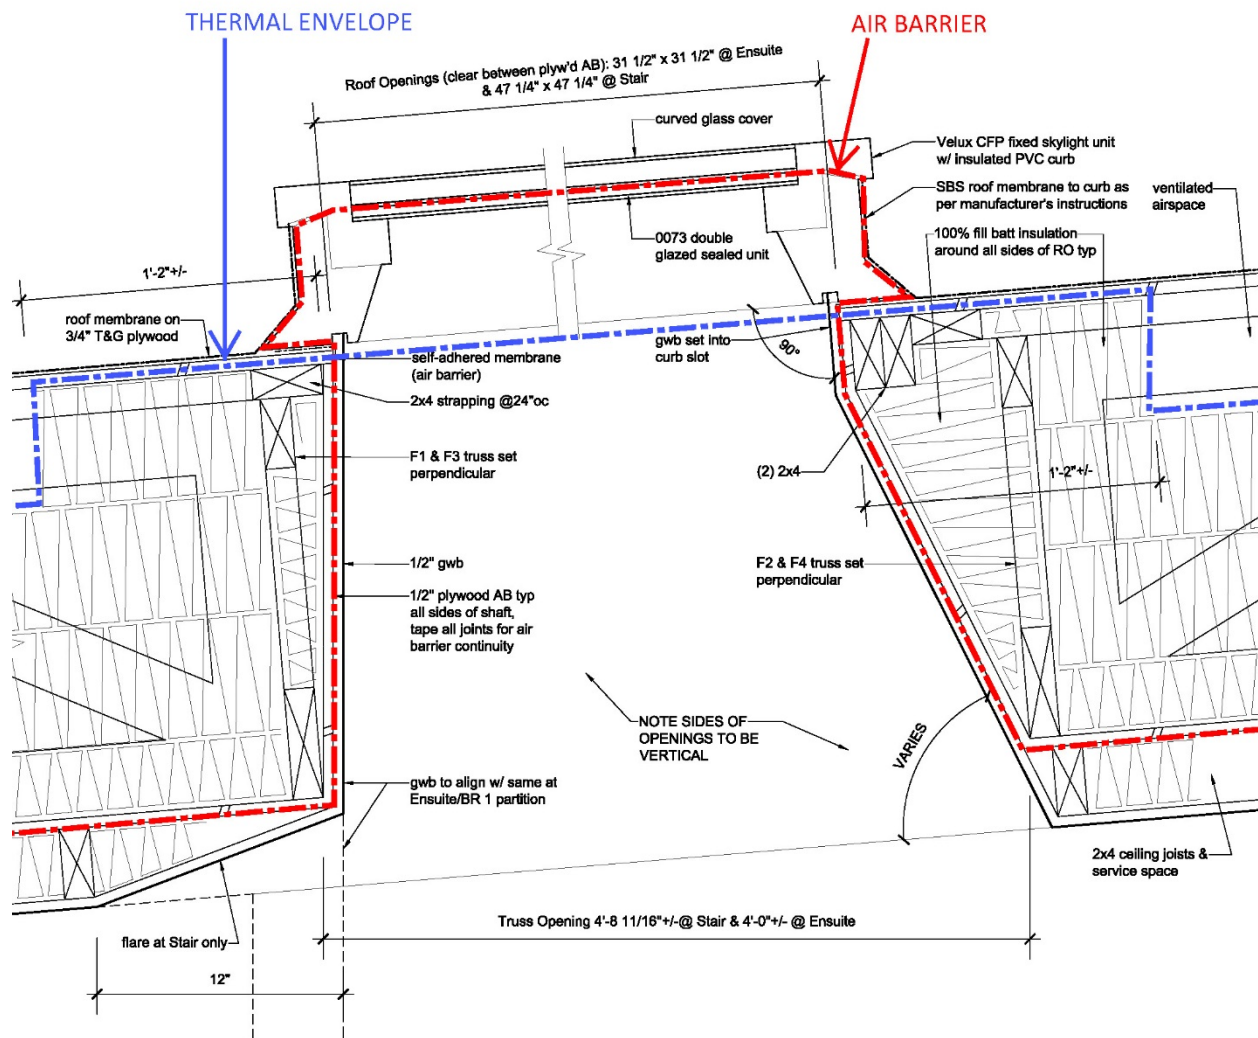 THERMAL ENVELOPE
AIR BARRIER
Roof Openings (clear between plyw'd AB): 31 1/2" x 31 1/2" @ Ensuite
& 47 1/4" x 47 1/4" @ Stair
curved glass cover
Velux CFP fixed skylight unit
w/ insulated PVC curb
SBS roof membrane to curb as
per manufacturer's instructions
ventilated
airspace
100% fill batt insulation
around all sides of RO typ
0073 double
glazed sealed unit
1'-2"+/-
roof membrane on
3/4" T&G plywood
gwb set into
curb slot
90°
self-adhered membrane
(air barrier)
2x4 strapping @24"oc
F1 & F3 truss set
perpendicular
(2) 2x4
1'-2"+/-
1/2" gwb
F2 & F4 truss set
perpendicular
1/2" plywood AB typ
all sides of shaft,
tape all joints for air
barrier continuity
NOTE SIDES OF
OPENINGS TO BE
VERTICAL
VARIES
gwb to align w/ same at
Ensuite/BR 1 partition
2x4 ceiling joists &
service space
Truss Opening 4'-8 11/16"+/-@ Stair & 4'-0"+/- @ Ensuite
flare at Stair only
12"